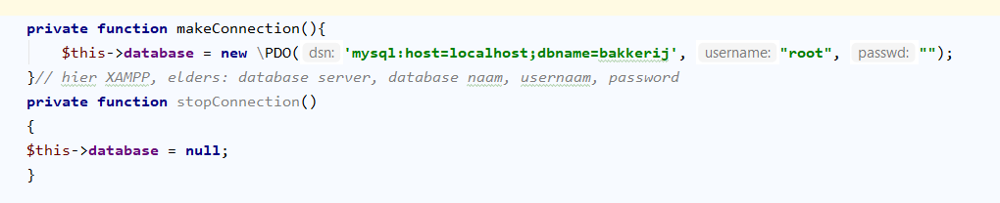 private function makeConnection(){
$this->database = new \PDO( dsn: 'mysql:host=localhost;dbname=bakkerij', username: "root", passwd: "");
}// hier XAMPP, elders: database server, database naam, usernaam, password
private function stopConnection()
{
$this->database = null;
}